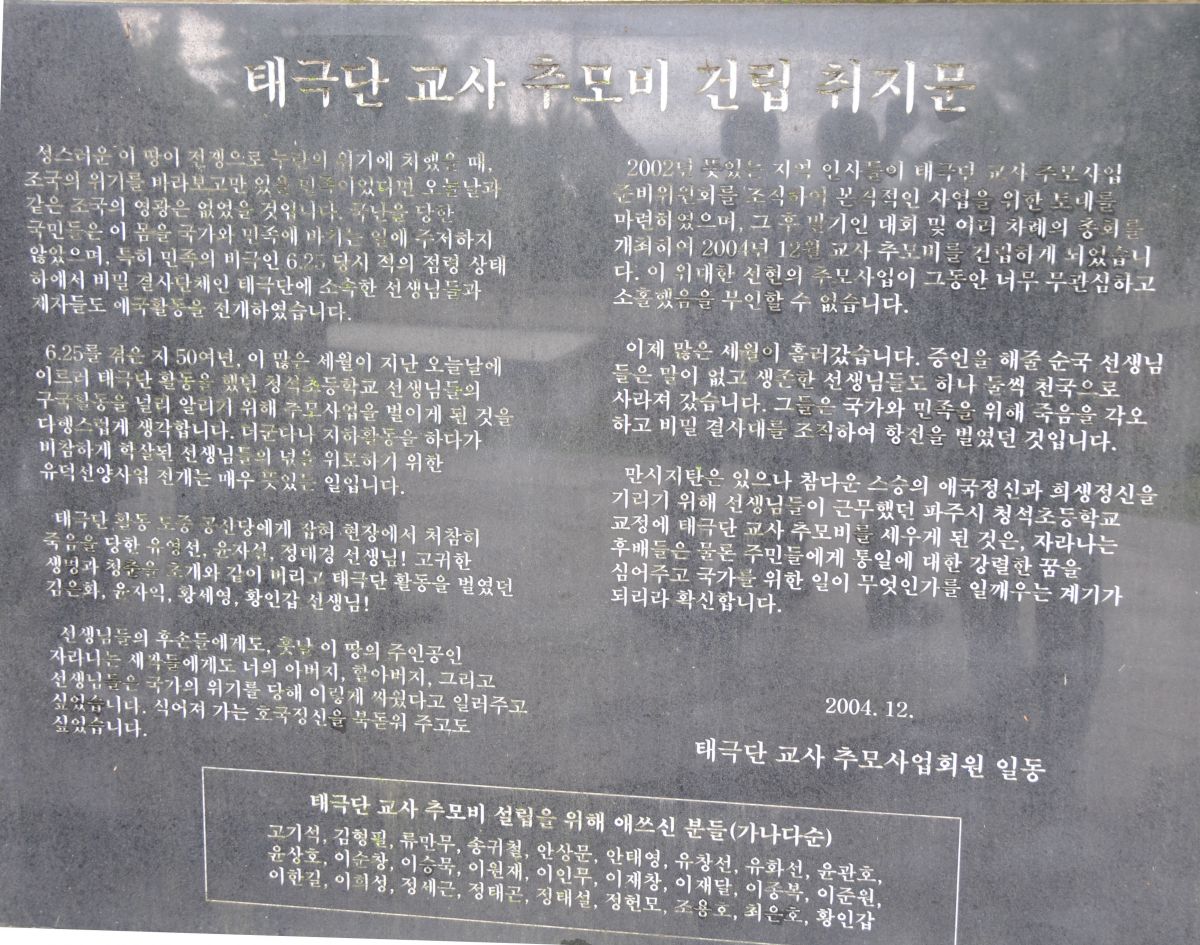 태극단 교사 추모비 건립 취지문
성스러운 이 땅이 전쟁으로 누란의 위기에 처했을 때,
조국의 위기를 바라보고만 있을 민족이었다면 오늘날과
같은 조국의 영광은 없었을 것입니다. 국난을 당한
국민들은 이 몸을 국가와 민족에 바치는 일에 주저하지
않았으며, 특히 민족의 비극인 6.25 당시 적의 점령 상태
하에서 비밀 결사단체인 태극단에 소속한 선생님들과
제자들도 애국활동을 전개하였습니다.
6.25를 겪은 지 50여년, 이 많은 세월이 지난 오늘날에
이르러 태극단 활동을 했던 청석초등학교 선생님들의
구국활동을 널리 알리기 위해 추모사업을 벌이게 된 것을
다행스럽게 생각합니다. 더군다나 지하활동을 하다가
비참하게 학살된 선생님들의 넋을 위로하기 위한
유덕선양사업 전개는 매우 뜻있는 일입니다.
태극단 활동 도중 공산당에게 잡혀 현장에서 처참히
죽음을 당한 유영선, 윤자선, 정대경 선생님! 고귀한
생명과 청춘을 초개와 같이 버리고 태극단 활동을 벌였던
김은화, 윤자익, 황세영, 황인갑 선생님!
선생님들의 후손들에게도, 훗날 이 땅의 주인공인
자라나는 새싹들에게도 너의 아버지, 할아버지, 그리고
선생님들은 국가의 위기를 당해 이렇게 싸웠다고 일러주고
싶었습니다. 식어져 가는 호국정신을 북돋워 주고도
싶었습니다.
2002년 뜻있는 지역 인사들이 태극단 교사 추모사업
준비위원회를 조직하여 본식적인 사업을 위한 토대를
마련하였으며, 그 후 발기인 대회 및 여러 차례의 총회를
개최하여 2004년 12월 교사 추모비를 건립하게 되었습니
다. 이 위대한 선현의 추모사업이 그동안 너무 무관심하고
소홀했음을 부인할 수 없습니다.
이제 많은 세월이 흘러갔습니다. 증인을 해줄 순국 선생님
들은 말이 없고 생존한 선생님들도 하나 둘씩 천국으로
사라져 갔습니다. 그들은 국가와 민족을 위해 죽음을 각오
하고 비밀 결사대를 조직하여 항전을 벌였던 것입니다.
만시지탄은 있으나 참다운 스승의 애국정신과 희생정신을
기리기 위해 선생님들이 근무했던 파주시 청석초등학교
교정에 태극단 교사 추모비를 세우게 된 것은, 자라나는
후배들은 물론 주민들에게 통일에 대한 강렬한 꿈을
심어주고 국가를 위한 일이 무엇인가를 일깨우는 계기가
되리라 확신합니다.
2004. 12.
태극단 교사 추모사업회원 일동
태극단 교사 추모비 설립을 위해 애쓰신 분들(가나다순)
고기석, 김형필, 류만무, 송귀철, 안상문, 안태영, 유창선, 유화선, 윤관호,
윤상호, 이순창, 이승묵, 이원재, 이인무, 이재창, 이재달, 이종복, 이준원,
이한길, 이희성, 정세근, 정태곤, 정태설, 정헌모, 조용호, 최은호, 황인갑